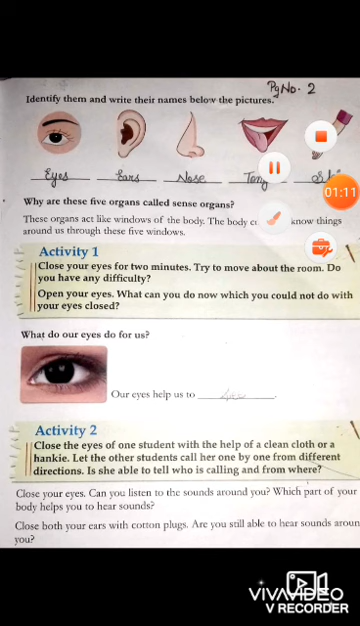 Pg No. 2
Identify them and write their names below the pictures.
Eyes Ears Nose
Why are these five organs called sense organs?
These organs act like windows of the body. The body know things
around us through these five windows.
Activity 1
Close your eyes for two minutes. Try to move about the room. Do
you have any difficulty?
Open your eyes. What can you do now which you could not do with
your eyes closed?
What do our eyes do for us?
Our eyes help us to
Activity 2
Close the eyes of one student with the help of a clean cloth or a
hankie. Let the other students call her one by one from different
directions. Is she able to tell who is calling and from where?
Close your eyes. Can you listen to the sounds around you? Which part of your
body helps you to hear sounds?
Close both your ears with cotton plugs. Are you still able to hear sounds aroun
you?
01:11
VIVAVIDEO
V RECORDER